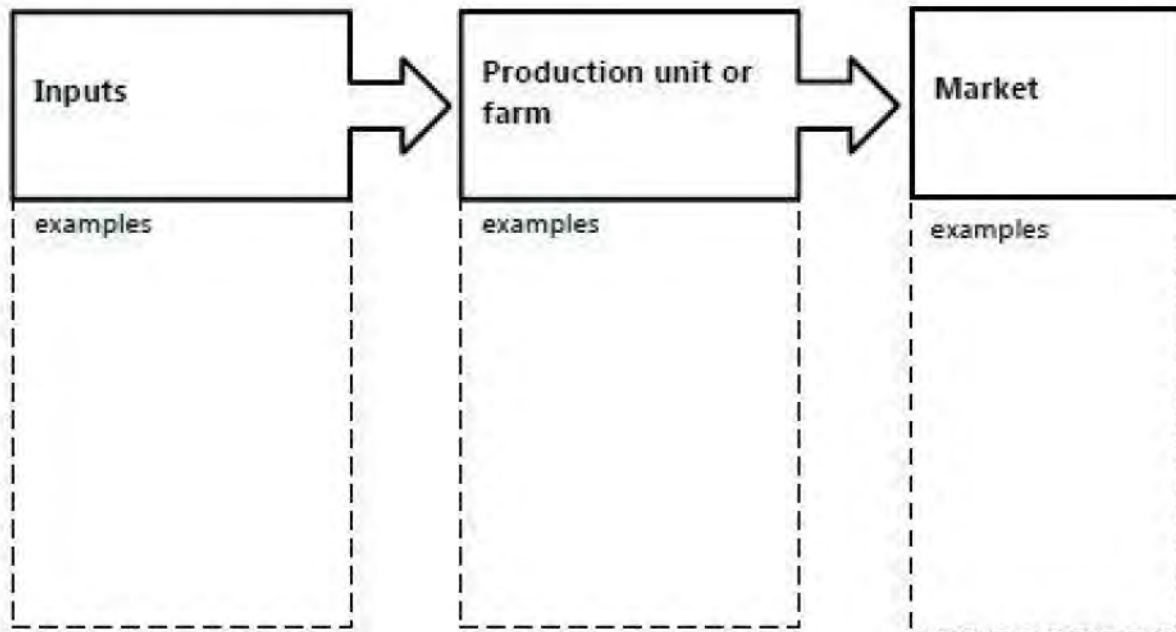 Inputs
Production unit or
farm
Market
examples
examples
examples